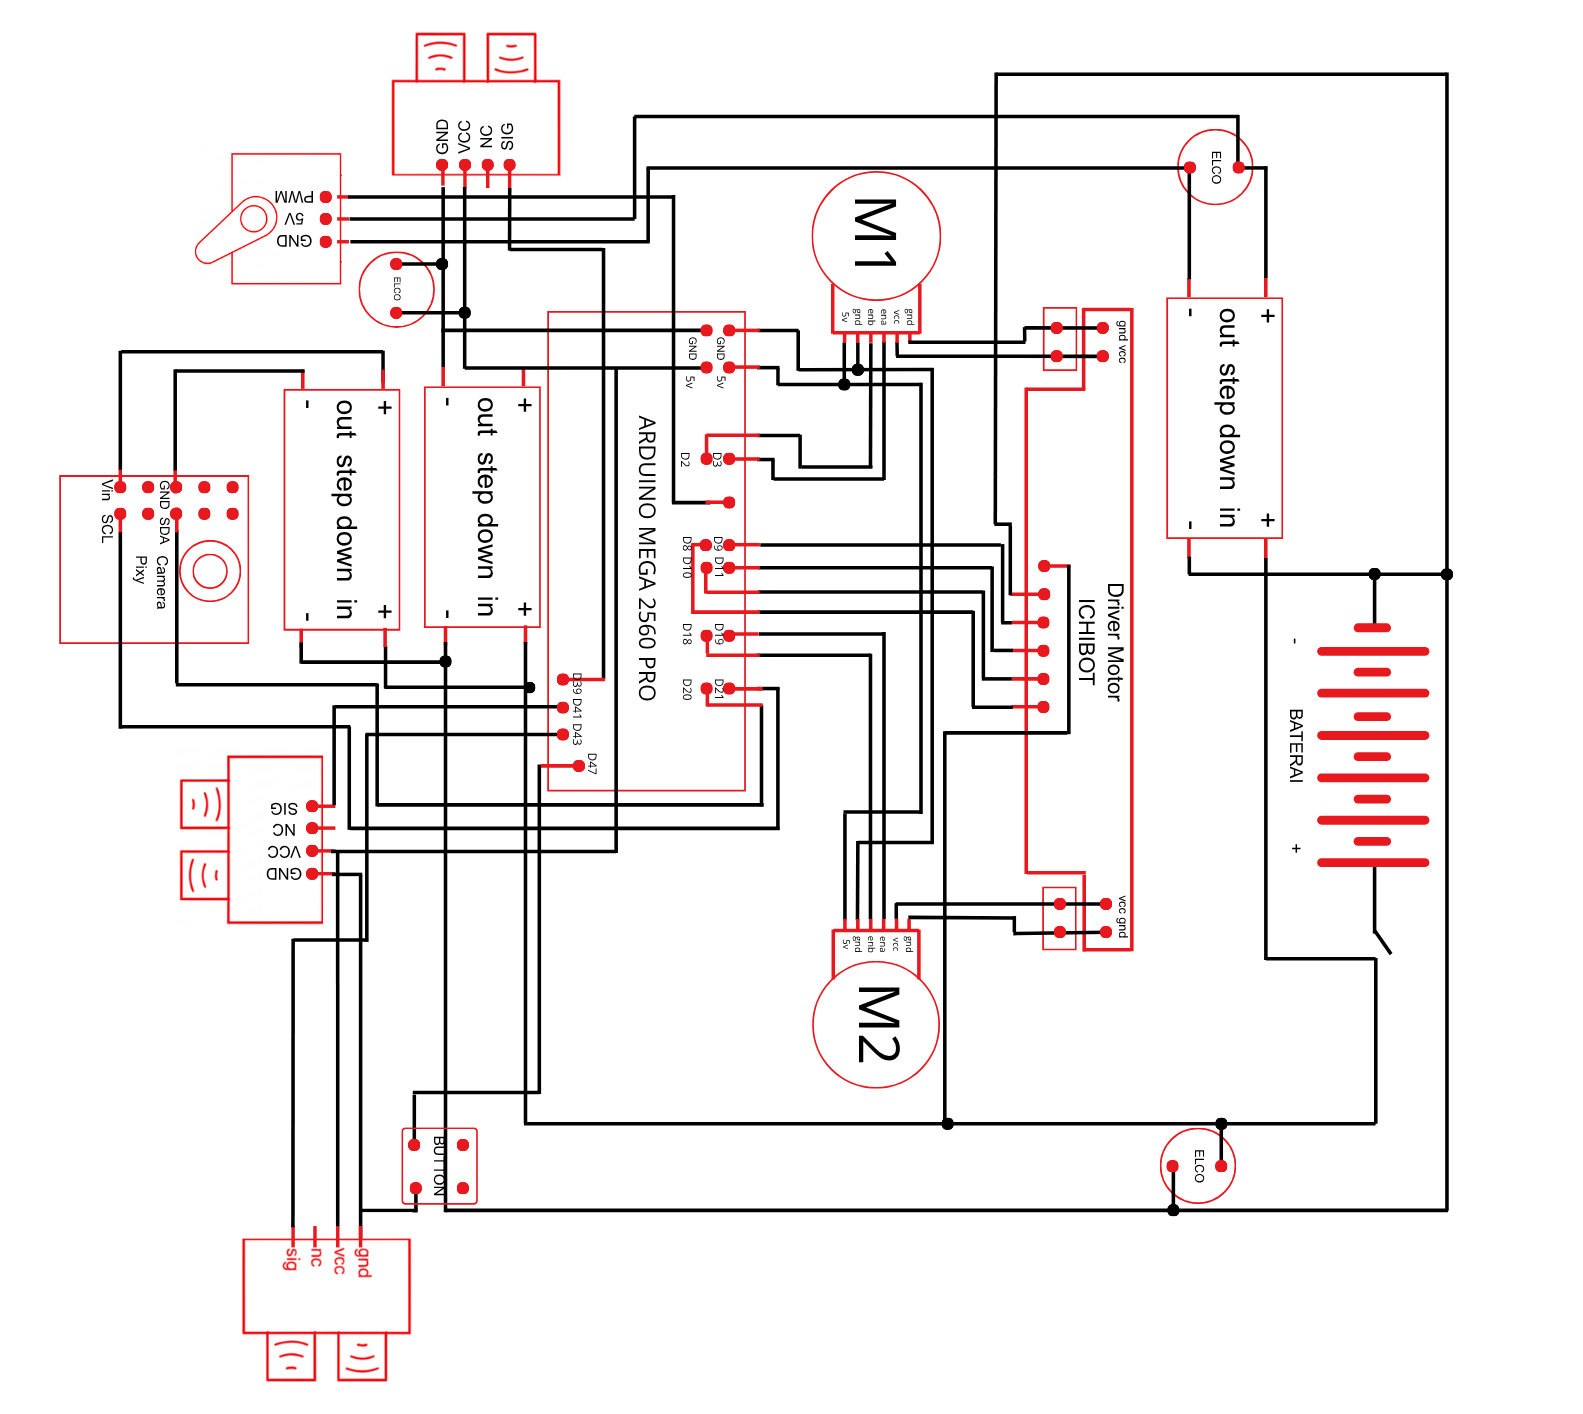 GND
VCC
NC
SIG
PWM
5V
GND
ELCO
ELCO
M1
5v
gnd
enb
ena
vcc
gnd
gnd vcc
- +
out step down in
- +
- +
out step down in
- +
- +
out step down in
- +
GND
GND
5v
5v
D2
D3
D8
D9
D10
D11
D18
D19
D20
D21
D39
D41
D43
D47
ARDUINO MEGA 2560 PRO
Vin
GND
SCL
SDA
Camera
Pixy
Driver Motor
ICHIBOT
-
BATERAI
+
SIG
NC
VCC
GND
vcc gnd
5v
gnd
enb
ena
vcc
gnd
M2
BUTTON
ELCO
sig
nc
vcc
gnd